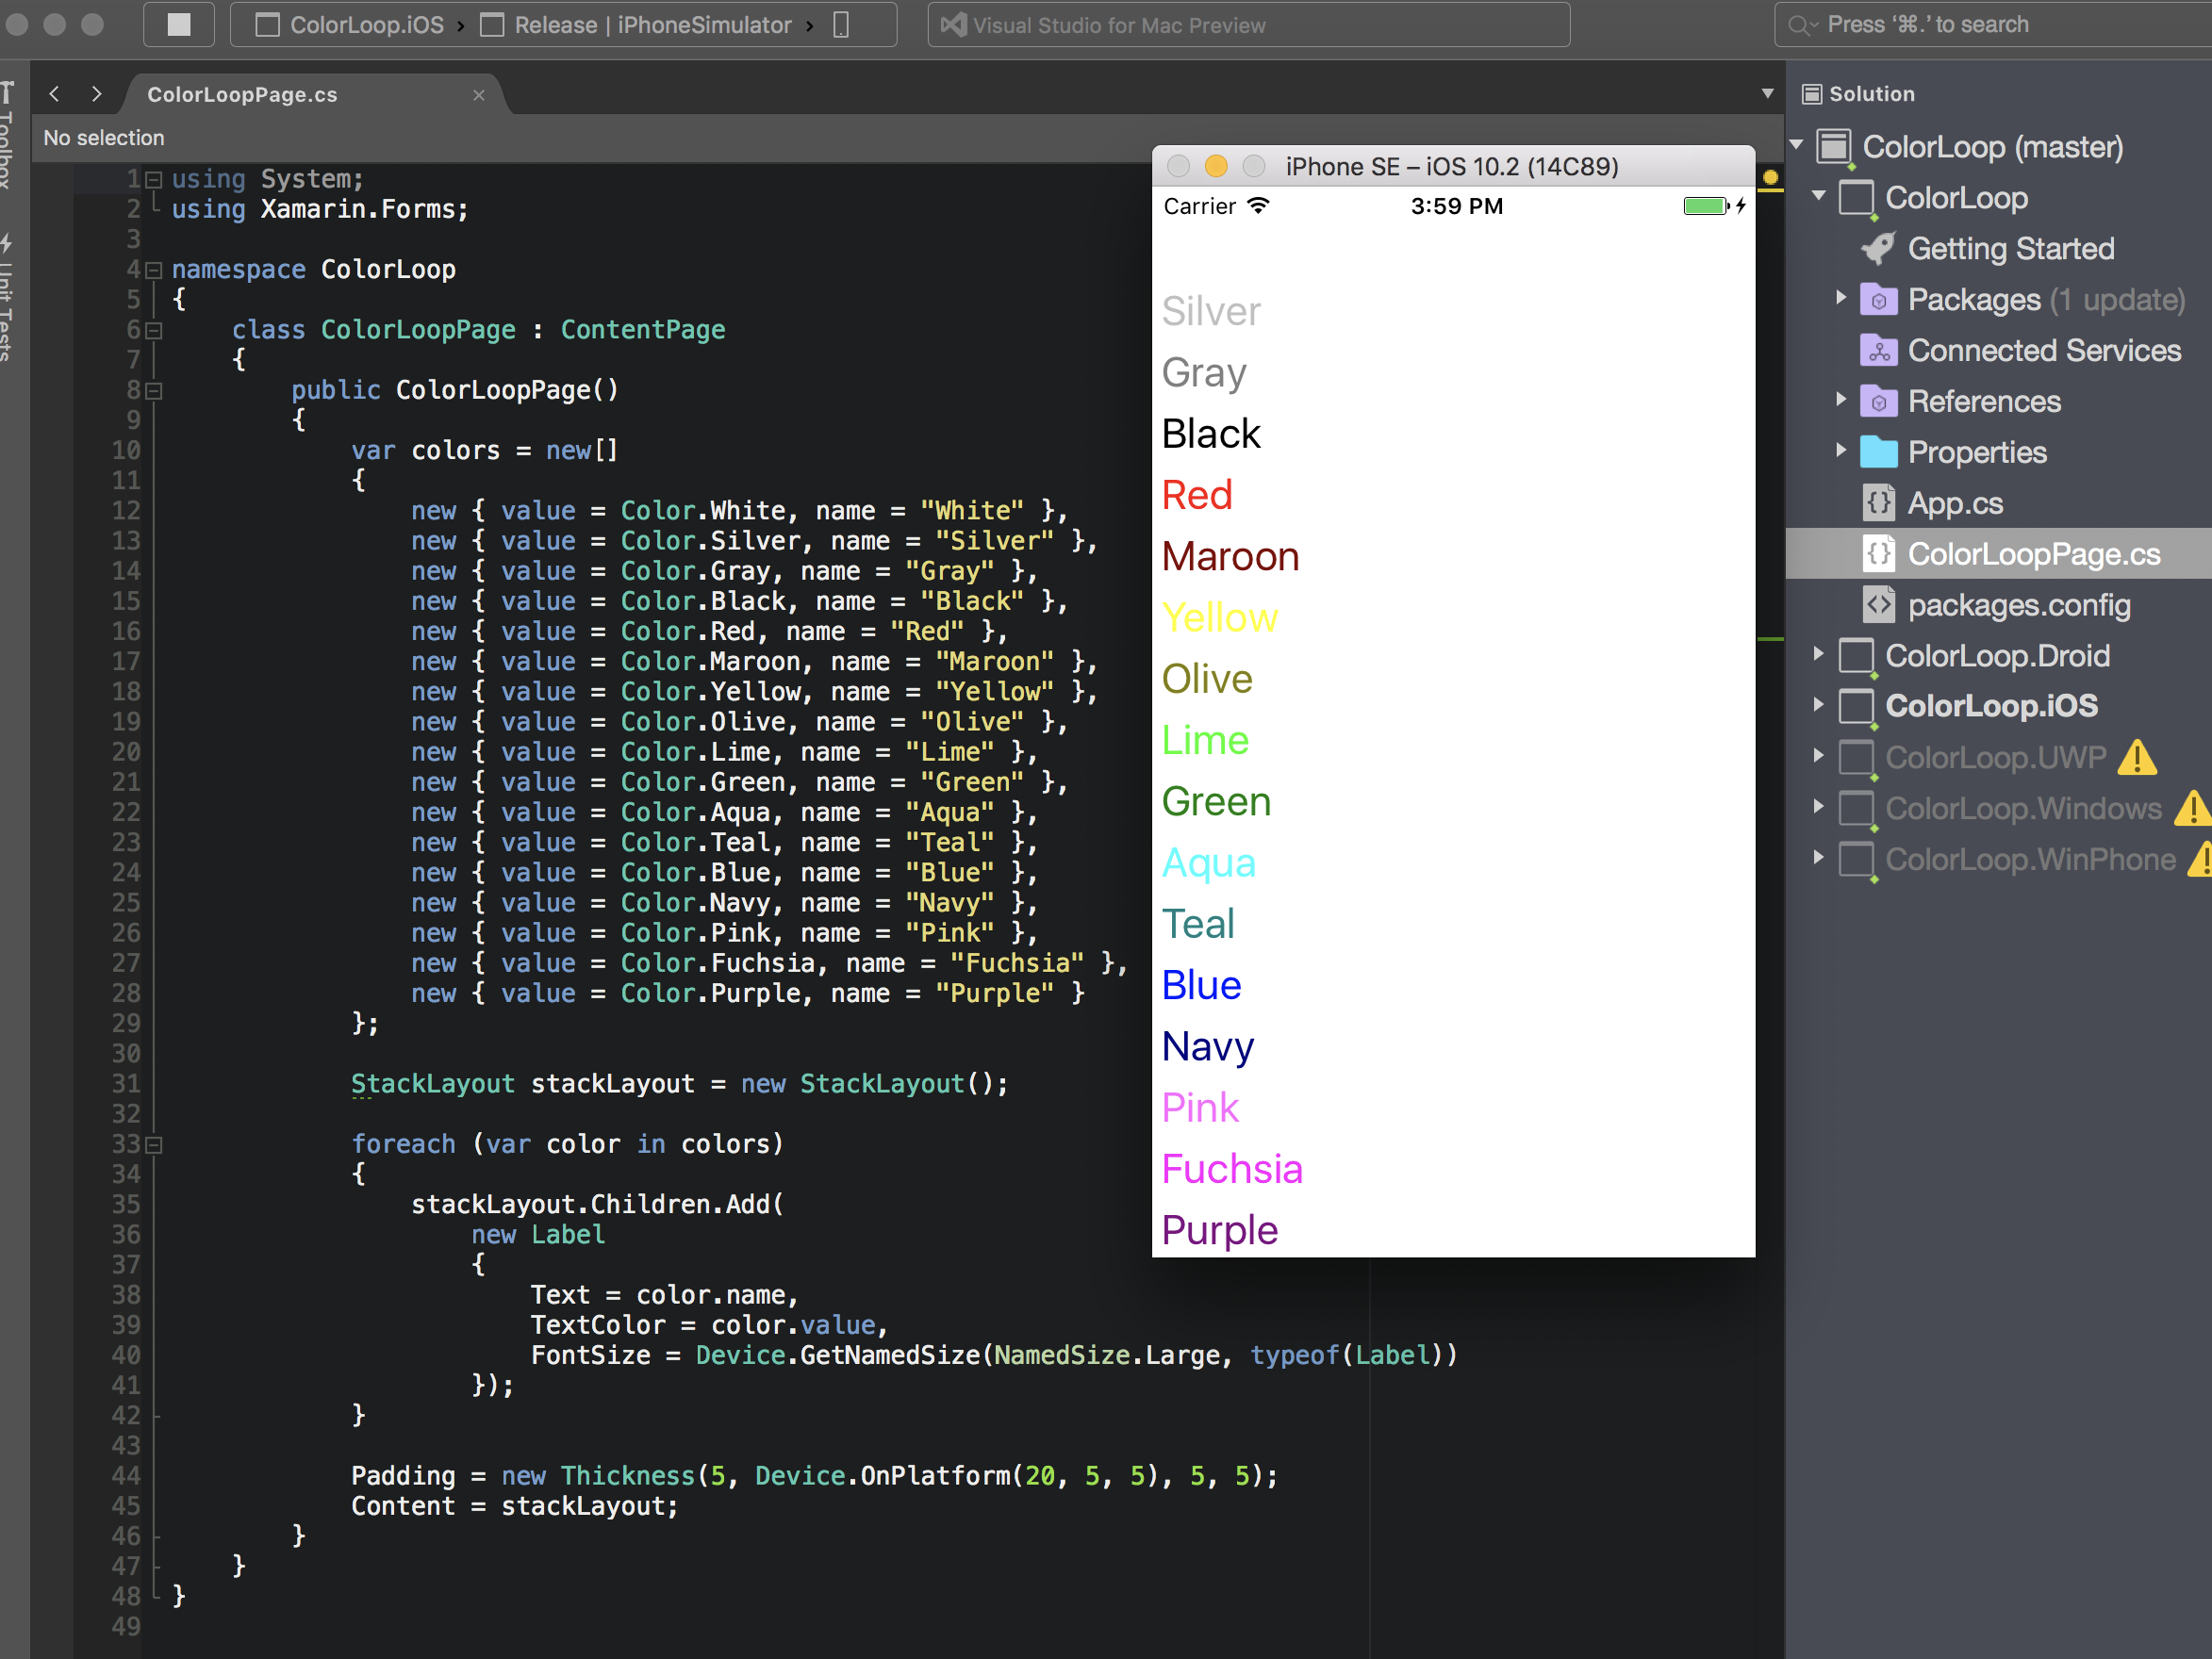 ColorLoop.iOS › Release | iPhoneSimulator ›
Visual Studio for Mac Preview
Press ‘⌘.’ to search
Toolbox
Unit Tests
ColorLoopPage.cs
No selection
1 using System;
2 using Xamarin.Forms;
3
4 namespace ColorLoop
5 {
6 class ColorLoopPage : ContentPage
7 {
8 public ColorLoopPage()
9 {
10 var colors = new[]
11 {
12 new { value = Color.White, name = "White" },
13 new { value = Color.Silver, name = "Silver" },
14 new { value = Color.Gray, name = "Gray" },
15 new { value = Color.Black, name = "Black" },
16 new { value = Color.Red, name = "Red" },
17 new { value = Color.Maroon, name = "Maroon" },
18 new { value = Color.Yellow, name = "Yellow" },
19 new { value = Color.Olive, name = "Olive" },
20 new { value = Color.Lime, name = "Lime" },
21 new { value = Color.Green, name = "Green" },
22 new { value = Color.Aqua, name = "Aqua" },
23 new { value = Color.Teal, name = "Teal" },
24 new { value = Color.Blue, name = "Blue" },
25 new { value = Color.Navy, name = "Navy" },
26 new { value = Color.Pink, name = "Pink" },
27 new { value = Color.Fuchsia, name = "Fuchsia" },
28 new { value = Color.Purple, name = "Purple" }
29 };
30
31 StackLayout stackLayout = new StackLayout();
32
33 foreach (var color in colors)
34 {
35 stackLayout.Children.Add(
36 new Label
37 {
38 Text = color.name,
39 TextColor = color.value,
40 FontSize = Device.GetNamedSize(NamedSize.Large, typeof(Label))
41 });
42 }
43
44 Padding = new Thickness(5, Device.OnPlatform(20, 5, 5), 5, 5);
45 Content = stackLayout;
46 }
47 }
48 }
49
iPhone SE – iOS 10.2 (14C89)
Carrier 3:59 PM
Silver
Gray
Black
Red
Maroon
Yellow
Olive
Lime
Green
Aqua
Teal
Blue
Navy
Pink
Fuchsia
Purple
Solution
ColorLoop (master)
ColorLoop
Getting Started
Packages (1 update)
Connected Services
References
Properties
App.cs
ColorLoopPage.cs
packages.config
ColorLoop.Droid
ColorLoop.iOS
ColorLoop.UWP
ColorLoop.Windows
ColorLoop.WinPhone